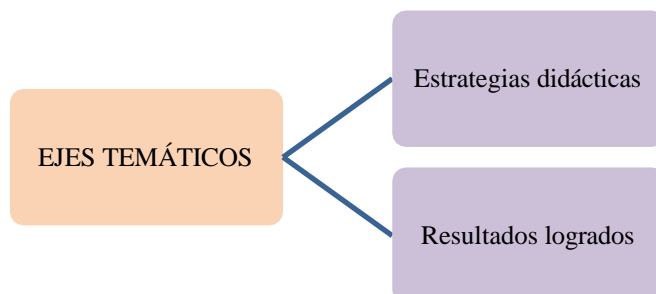 Estrategias didácticas
EJES TEMÁTICOS
Resultados logrados